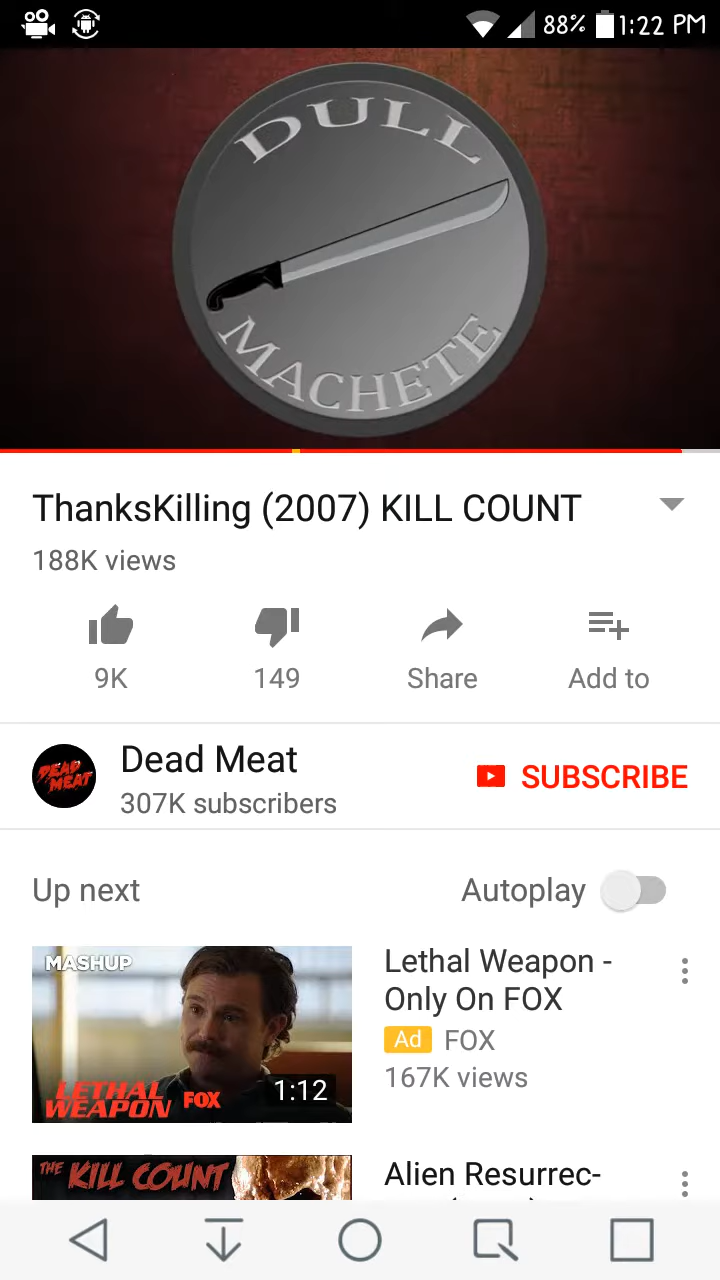 88% 1:22 PM
DULL
MACHETE
ThanksKilling (2007) KILL COUNT
188K views
9K 149 Share Add to
DEAD MEAT
Dead Meat
307K subscribers
SUBSCRIBE
Up next Autoplay
MASHUP
LETHAL WEAPON FOX
1:12
Lethal Weapon -
Only On FOX
Ad FOX
167K views
THE KILL COUNT
Alien Resurrec-